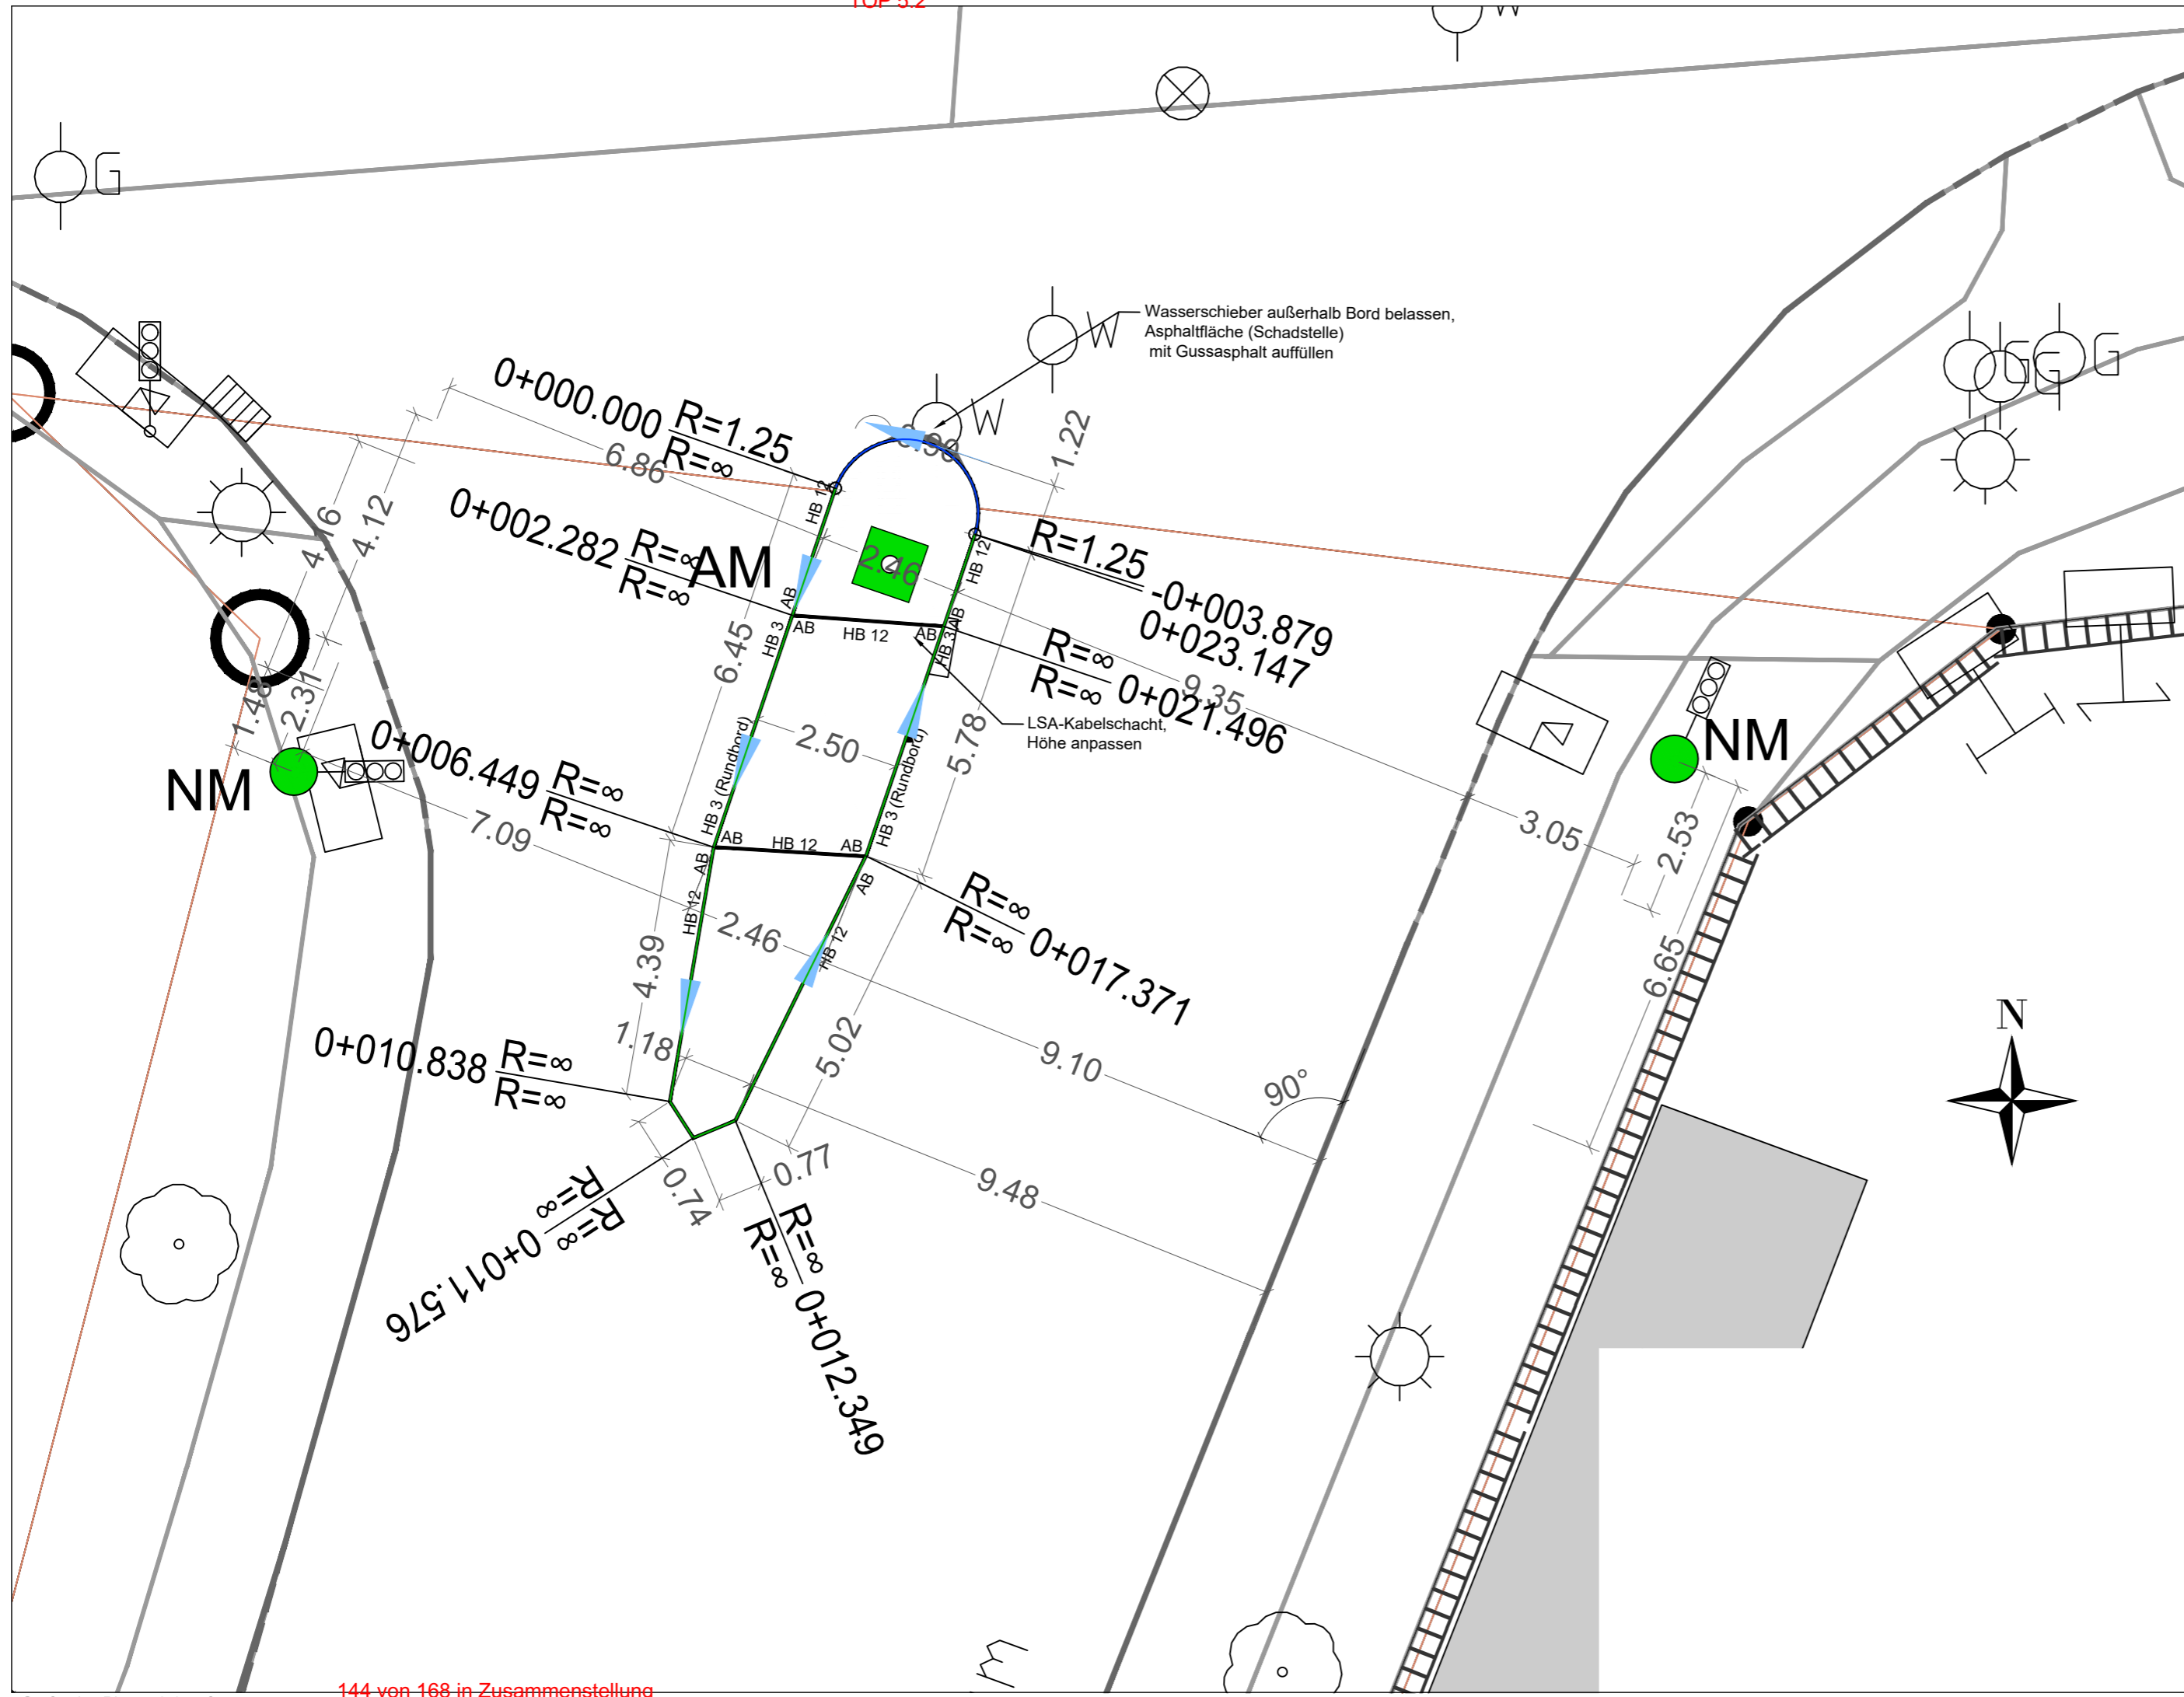 TOP 5.2
W
G
W
Wasserschieber außerhalb Bord belassen,
Asphaltfläche (Schadstelle)
mit Gussasphalt auffüllen
G
G
G
0+000.000 R=1.25
R=∞
W
1.22
6.86
HB 12
4.16
4.12
0+002.282 R=∞
R=∞
AM
2.46
HB 12
R=1.25
-0+003.879
0+023.147
AB
AB
HB 12
AB
AB
HB 3
HB 3
R=∞
R=∞ 0+021.496
6.45
9.35
1.48
2.31
LSA-Kabelschacht,
Höhe anpassen
NM
0+006.449 R=∞
R=∞
2.50
5.78
HB 3 (Rundbord)
HB 3 (Rundbord)
NM
7.09
AB
HB 12
AB
AB
AB
3.05
2.53
HB 12
2.46
HB 12
R=∞
R=∞ 0+017.371
4.39
6.65
N
0+010.838 R=∞
R=∞
1.18
5.02
9.10
90°
0.74
0.77
9.48
R=∞
R=∞
0+011.576
R=∞
R=∞
0+012.349
144 von 168 in Zusammenstellung